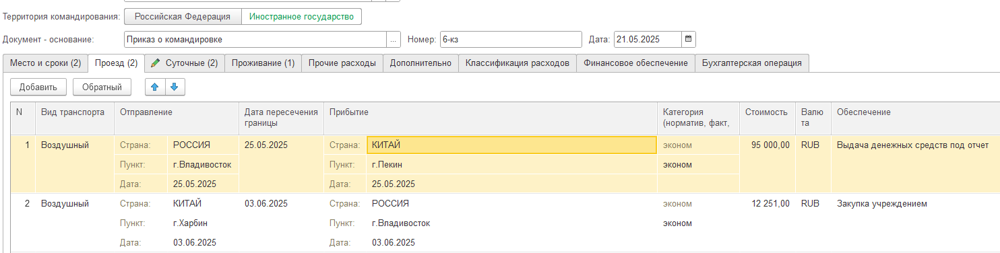 Территория командирования: Российская Федерация Иностранное государство
Документ - основание: Приказ о командировке ... Номер: 6-кз Дата: 21.05.2025
Место и сроки (2) Проезд (2) Суточные (2) Проживание (1) Прочие расходы Дополнительно Классификация расходов Финансовое обеспечение Бухгалтерская операция
Добавить Обратный
N Вид транспорта Отправление Дата пересечения Прибытие Категория Стоимость Валю Обеспечение
границы (норматив, факт, та
1 Воздушный Страна: РОССИЯ 25.05.2025 Страна: КИТАЙ эконом 95 000,00 RUB Выдача денежных средств под отчет
Пункт: г.Владивосток Пункт: г.Пекин эконом
Дата: 25.05.2025 Дата: 25.05.2025
2 Воздушный Страна: КИТАЙ 03.06.2025 Страна: РОССИЯ эконом 12 251,00 RUB Закупка учреждением
Пункт: г.Харбин Пункт: г.Владивосток эконом
Дата: 03.06.2025 Дата: 03.06.2025